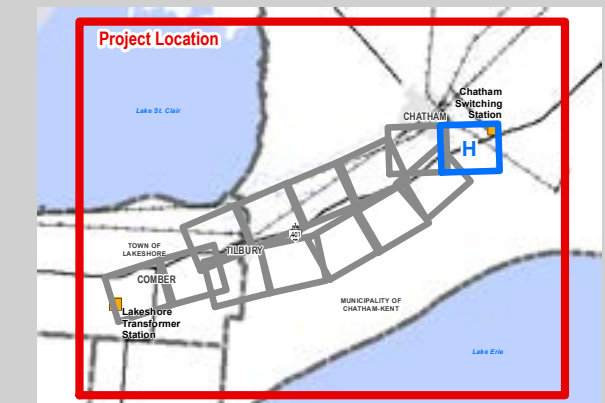 Project Location
Lake St. Clair
Chatham
Switching
Station
CHATHAM
H
401
TOWN OF
LAKESHORE
TILBURY
COMBER
MUNICIPALITY OF
CHATHAM-KENT
Lakeshore
Transformer
Station
Lake Erie